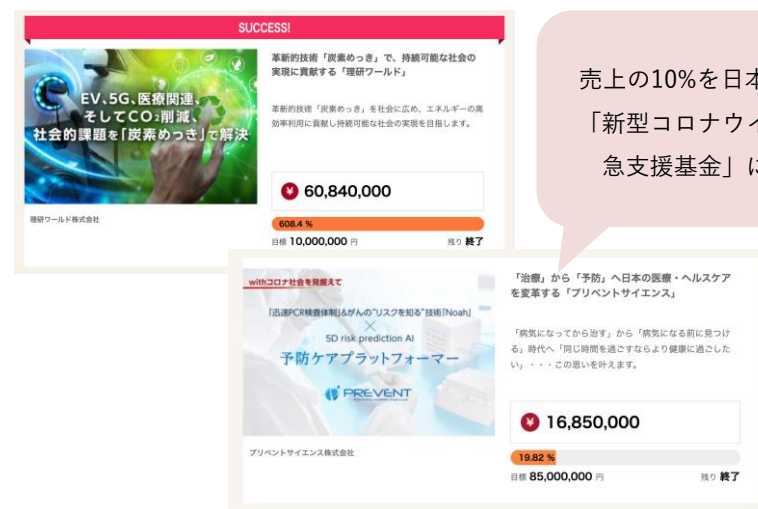 SUCCESS!
EV、5G、医療関連、
そしてCO₂削減、
社会的課題を「炭素めっき」で解決
理研ワールド株式会社
革新的技術「炭素めっき」で、持続可能な社会の
実現に貢献する「理研ワールド」
革新的技術「炭素めっき」を社会に広め、エネルギーの高
効率利用に貢献し持続可能な社会の実現を目指します。
60,840,000
608.4 %
目標 10,000,000 円 残り 終了
売上の10%を日本
「新型コロナウイ
急支援基金」に
withコロナ社会を見据えて
「迅速PCR検査体制」&がんの"リスクを知る"技術「Noah」
×
5D risk prediction AI
予防ケアプラットフォーマー
PREVENT
プリベントサイエンス株式会社
「治療」から「予防」へ日本の医療・ヘルスケア
を変革する「プリベントサイエンス」
「病気になってから治す」から「病気になる前に見つけ
る」時代へ「同じ時間を過ごすならより健康に過ごした
い」・・・この思いを叶えます。
16,850,000
19.82 %
目標 85,000,000 円 残り 終了